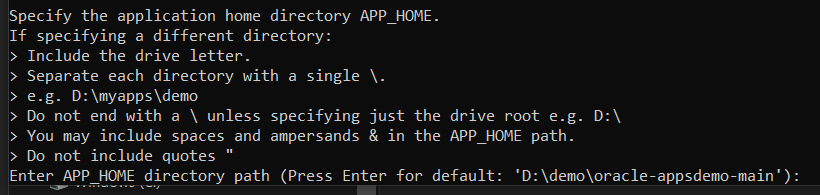 Specify the application home directory APP_HOME.
If specifying a different directory:
> Include the drive letter.
> Separate each directory with a single \.
> e.g. D:\myapps\demo
> Do not end with a \ unless specifying just the drive root e.g. D:\
> You may include spaces and ampersands & in the APP_HOME path.
> Do not include quotes "
Enter APP_HOME directory path (Press Enter for default: 'D:\demo\oracle-appsdemo-main'):